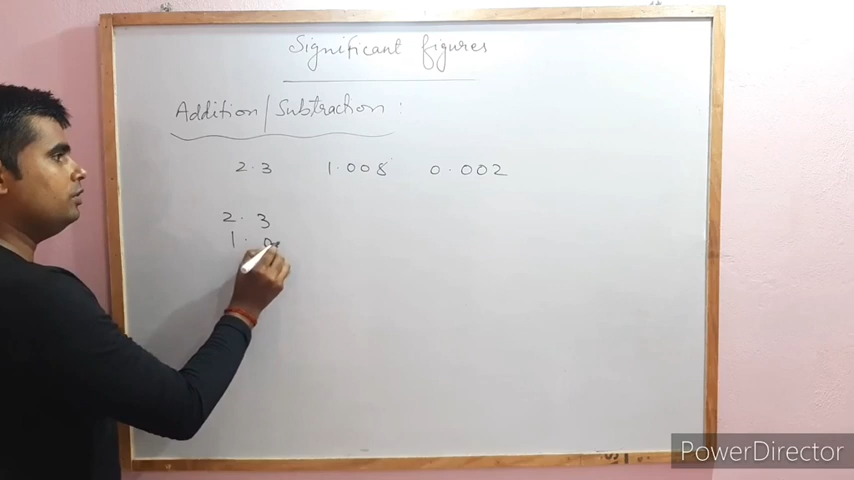 Significant figures
Addition/Subtraction:
2.3 1.008 0.002
2.3
1.0
PowerDirector